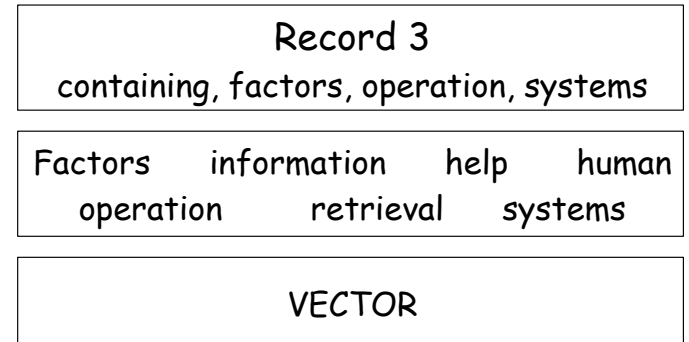 Record 3
containing, factors, operation, systems
Factors information help human
operation retrieval systems
VECTOR